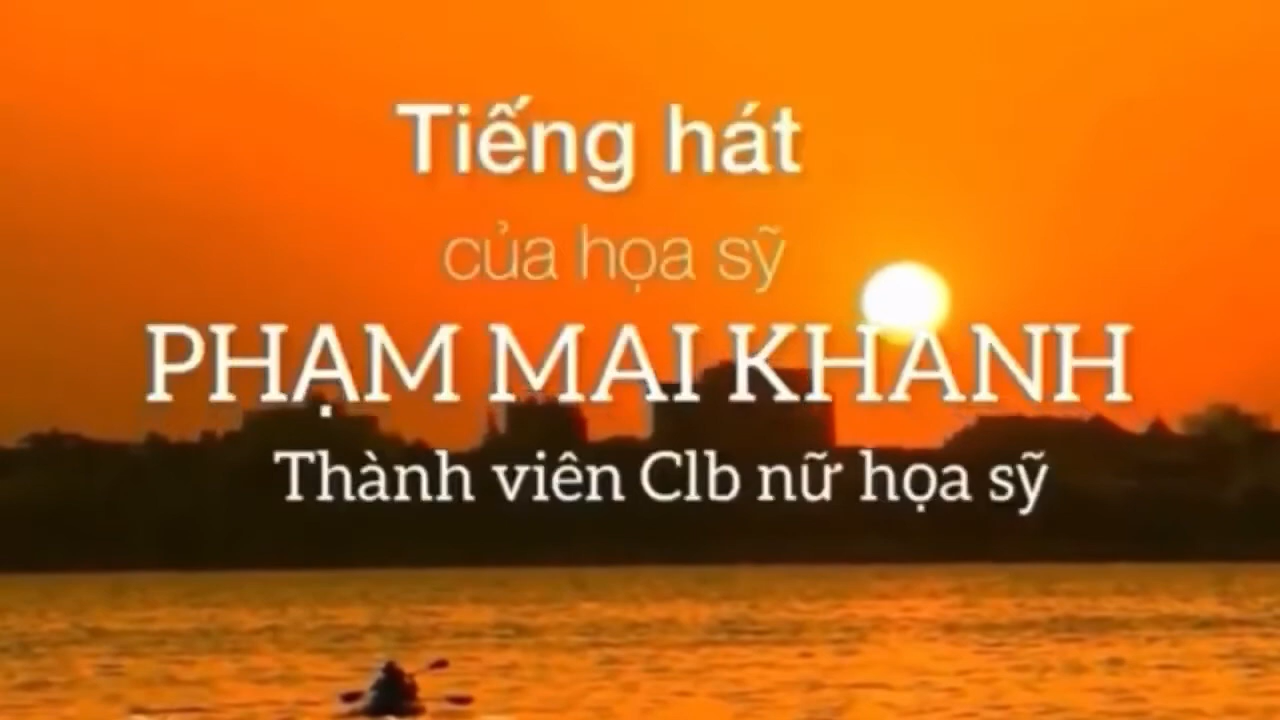 Tiếng hát
của họa sỹ
PHẠM MAI KHANH
Thành viên Clb nữ họa sỹ